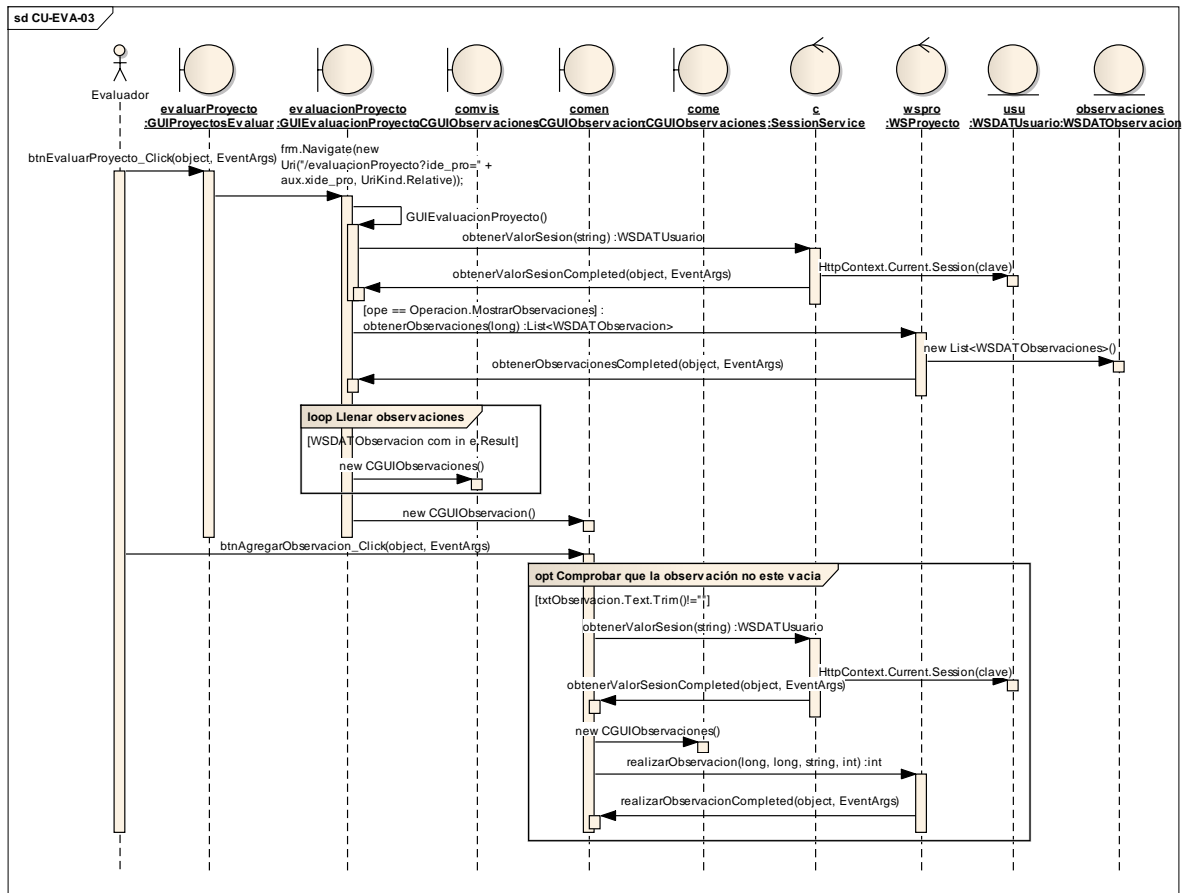 sd CU-EVA-03
Evaluador
evaluarProyecto
:GUIProyectosEvaluar
evaluacionProyecto
:GUIEvaluacionProyecto
comvis
:CGUIObservaciones
comen
:CGUIObservacion
come
:CGUIObservaciones
c
:SessionService
wspro
:WSProyecto
usu
:WSDATUsuario
observaciones
:WSDATObservacion
btnEvaluarProyecto_Click(object, EventArgs)
frm.Navigate(new
Uri("/evaluacionProyecto?ide_pro=" +
aux.xide_pro, UriKind.Relative));
GUIEvaluacionProyecto()
obtenerValorSesion(string) :WSDATUsuario
HttpContext.Current.Session(clave)
obtenerValorSesionCompleted(object, EventArgs)
[ope == Operacion.MostrarObservaciones] :
obtenerObservaciones(long) :List<WSDATObservacion>
new List<WSDATObservaciones>()
obtenerObservacionesCompleted(object, EventArgs)
loop Llenar observaciones
[WSDATObservacion com in e.Result]
new CGUIObservaciones()
new CGUIObservacion()
btnAgregarObservacion_Click(object, EventArgs)
opt Comprobar que la observación no este vacia
[txtObservacion.Text.Trim()!=""]
obtenerValorSesion(string) :WSDATUsuario
HttpContext.Current.Session(clave)
obtenerValorSesionCompleted(object, EventArgs)
new CGUIObservaciones()
realizarObservacion(long, long, string, int) :int
realizarObservacionCompleted(object, EventArgs)